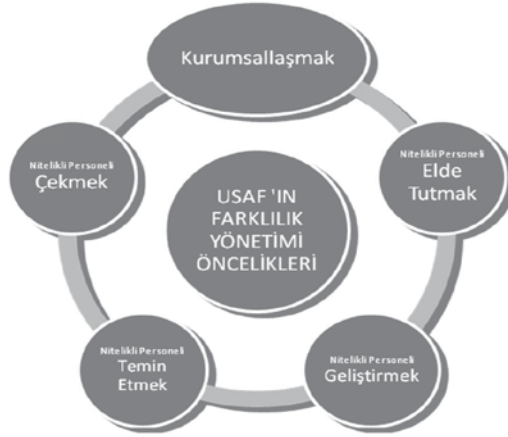 Kurumsallaşmak
Nitelikli Personeli
Çekmek
Nitelikli Personeli
Elde
Tutmak
USAF 'IN
FARKLILIK
YÖNETİMİ
ÖNCELİKLERİ
Nitelikli Personeli
Temin
Etmek
Nitelikli Personeli
Geliştirmek